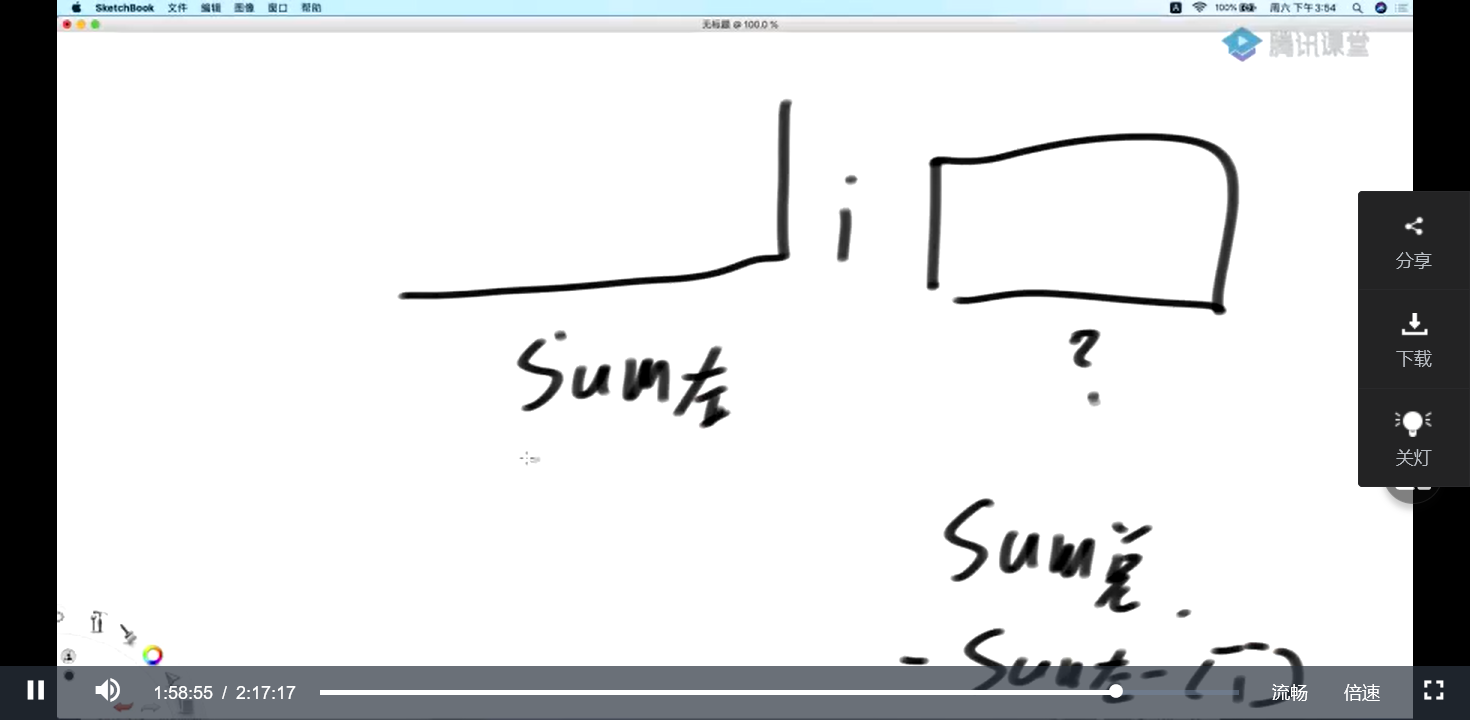 SketchBook 文件 编辑 图像 窗口 帮助 100% 周六 下午3:54
无标题 @ 100.0 %
腾讯课堂
i
Sum左
?
Sum总
- Sum左 - [i]
分享
下载
关灯
1:58:55 / 2:17:17 流畅 倍速